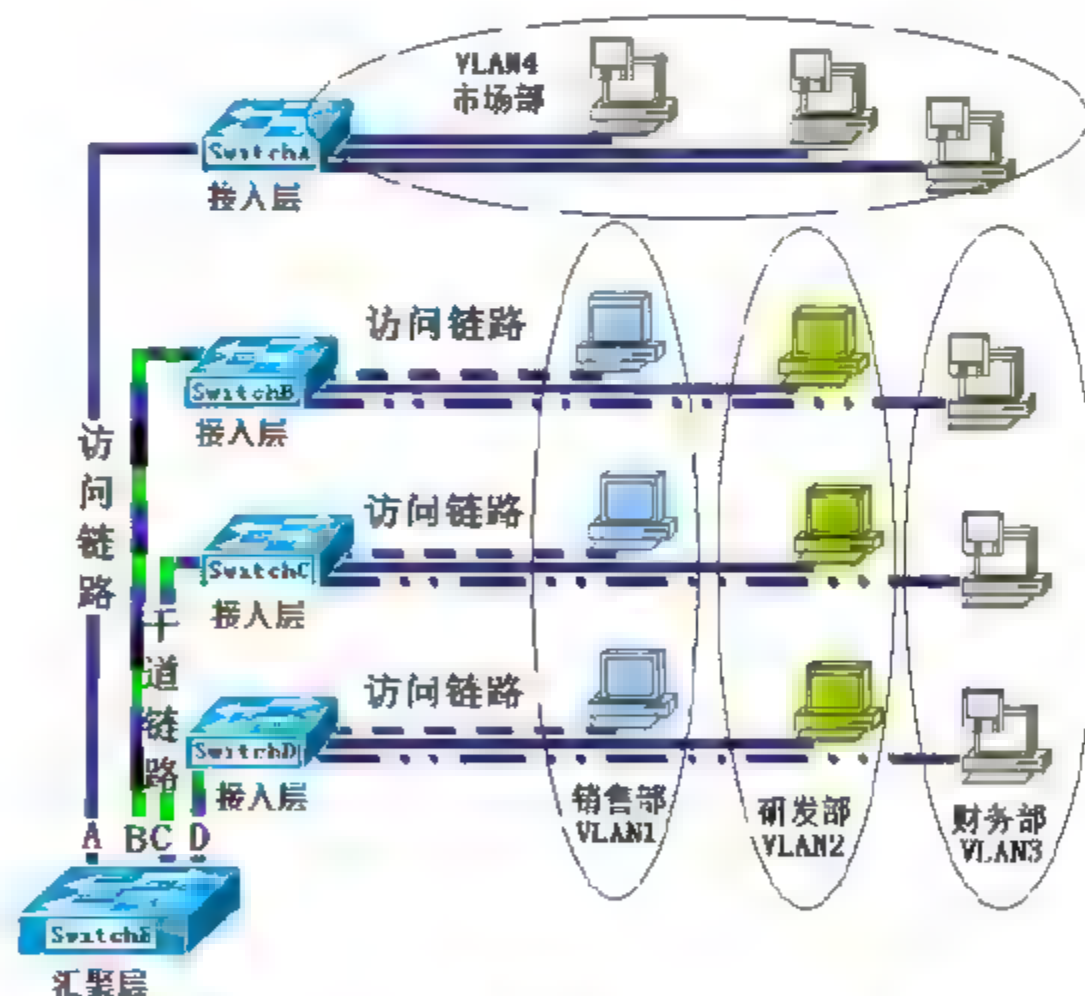 VLAN4
市场部
SwitchA
接入层
访问链路
SwitchB
接入层
访问链路
访问链路
SwitchC
接入层
干道链路
访问链路
SwitchD
接入层
销售部
VLAN1
研发部
VLAN2
财务部
VLAN3
A B C D
SwitchE
汇聚层